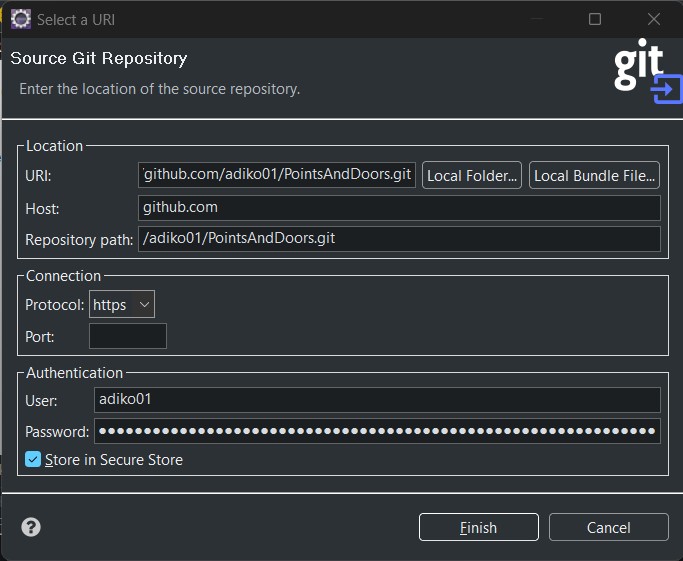 Select a URI
Source Git Repository
Enter the location of the source repository.
git
Location
URI: github.com/adiko01/PointsAndDoors.git Local Folder... Local Bundle File...
Host: github.com
Repository path: /adiko01/PointsAndDoors.git
Connection
Protocol: https
Port:
Authentication
User: adiko01
Password: ●●●●●●●●●●●●●●●●●●●●●●●●●●●●●●●●●●●●●●●●●●●●●●●●●●●●●●●●●●●●●●
Store in Secure Store
Finish Cancel